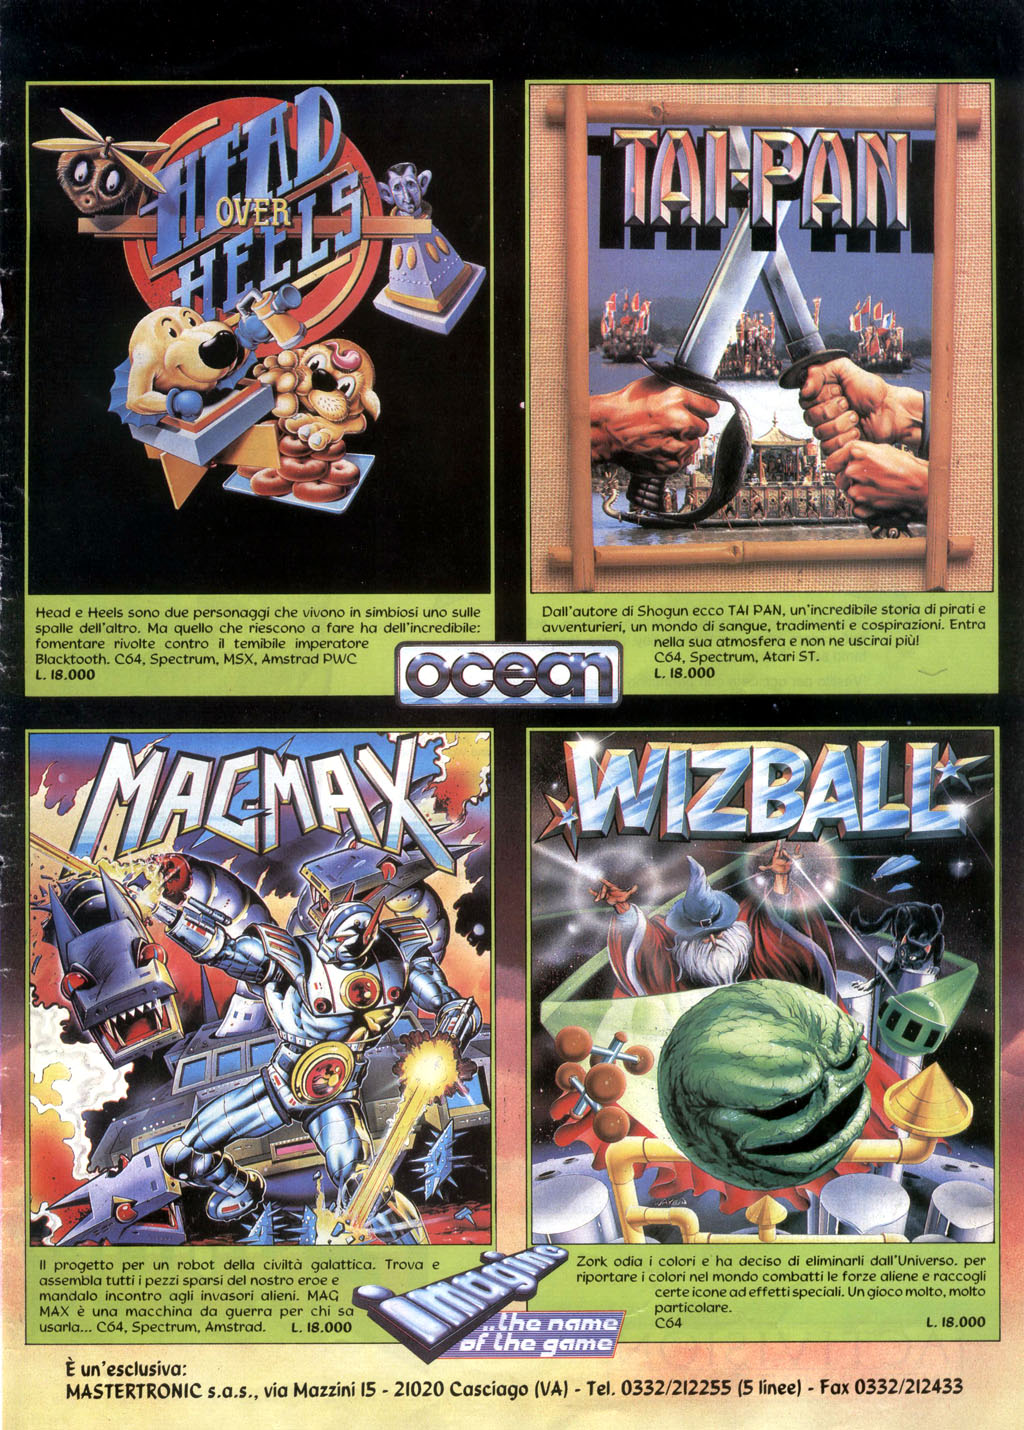 HEAD
OVER
HEELS
TAI-PAN
Head e Heels sono due personaggi che vivono in simbiosi uno sulle
spalle dell'altro. Ma quello che riescono a fare ha dell'incredibile:
fomentare rivolte contro il temibile imperatore
Blacktooth. C64, Spectrum, MSX, Amstrad PWC
L. 18.000
Dall'autore di Shogun ecco TAI PAN, un'incredibile storia di pirati e
avventurieri, un mondo di sangue, tradimenti e cospirazioni. Entra
nella sua atmosfera e non ne uscirai più!
C64, Spectrum, Atari ST.
L. 18.000
ocean
MAGMAX
WIZBALL
Il progetto per un robot della civiltà galattica. Trova e
assembla tutti i pezzi sparsi del nostro eroe e
mandalo incontro agli invasori alieni. MAG
MAX è una macchina da guerra per chi sa
usarla... C64, Spectrum, Amstrad. L. 18.000
Zork odia i colori e ha deciso di eliminarli dall'Universo. per
riportare i colori nel mondo combatti le forze aliene e raccogli
certe icone ad effetti speciali. Un gioco molto, molto
particolare.
C64 L. 18.000
imagine
...the name
of the game
È un'esclusiva:
MASTERTRONIC s.a.s., via Mazzini 15 - 21020 Casciago (VA) - Tel. 0332/212255 (5 linee) - Fax 0332/212433